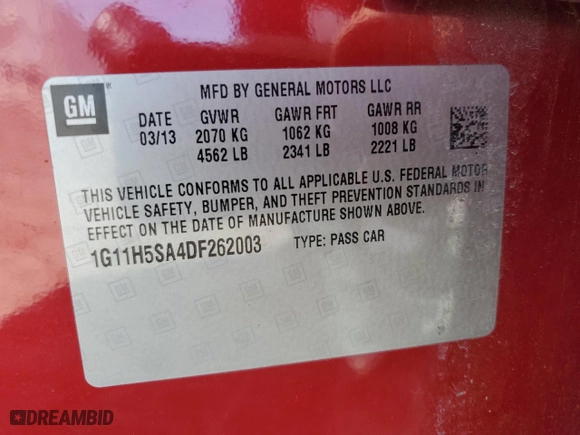 GM
MFD BY GENERAL MOTORS LLC
DATE GVWR GAWR FRT GAWR RR
03/13 2070 KG 1062 KG 1008 KG
4562 LB 2341 LB 2221 LB
THIS VEHICLE CONFORMS TO ALL APPLICABLE U.S. FEDERAL MOTOR
VEHICLE SAFETY, BUMPER, AND THEFT PREVENTION STANDARDS IN
EFFECT ON THE DATE OF MANUFACTURE SHOWN ABOVE.
1G11H5SA4DF262003 TYPE: PASS CAR
DREAMBID